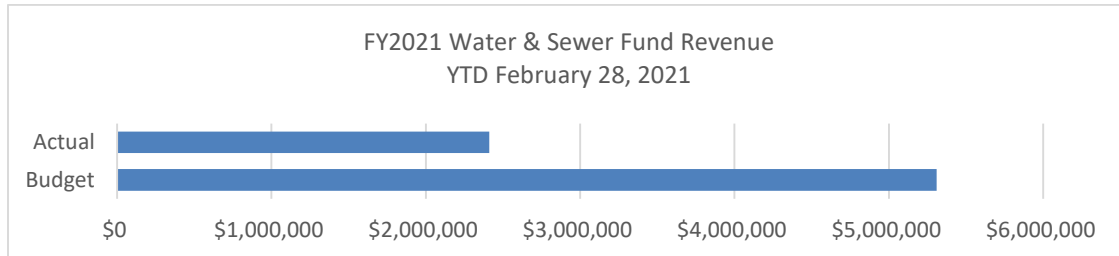 FY2021 Water & Sewer Fund Revenue
YTD February 28, 2021
Actual
Budget
$0 $1,000,000 $2,000,000 $3,000,000 $4,000,000 $5,000,000 $6,000,000